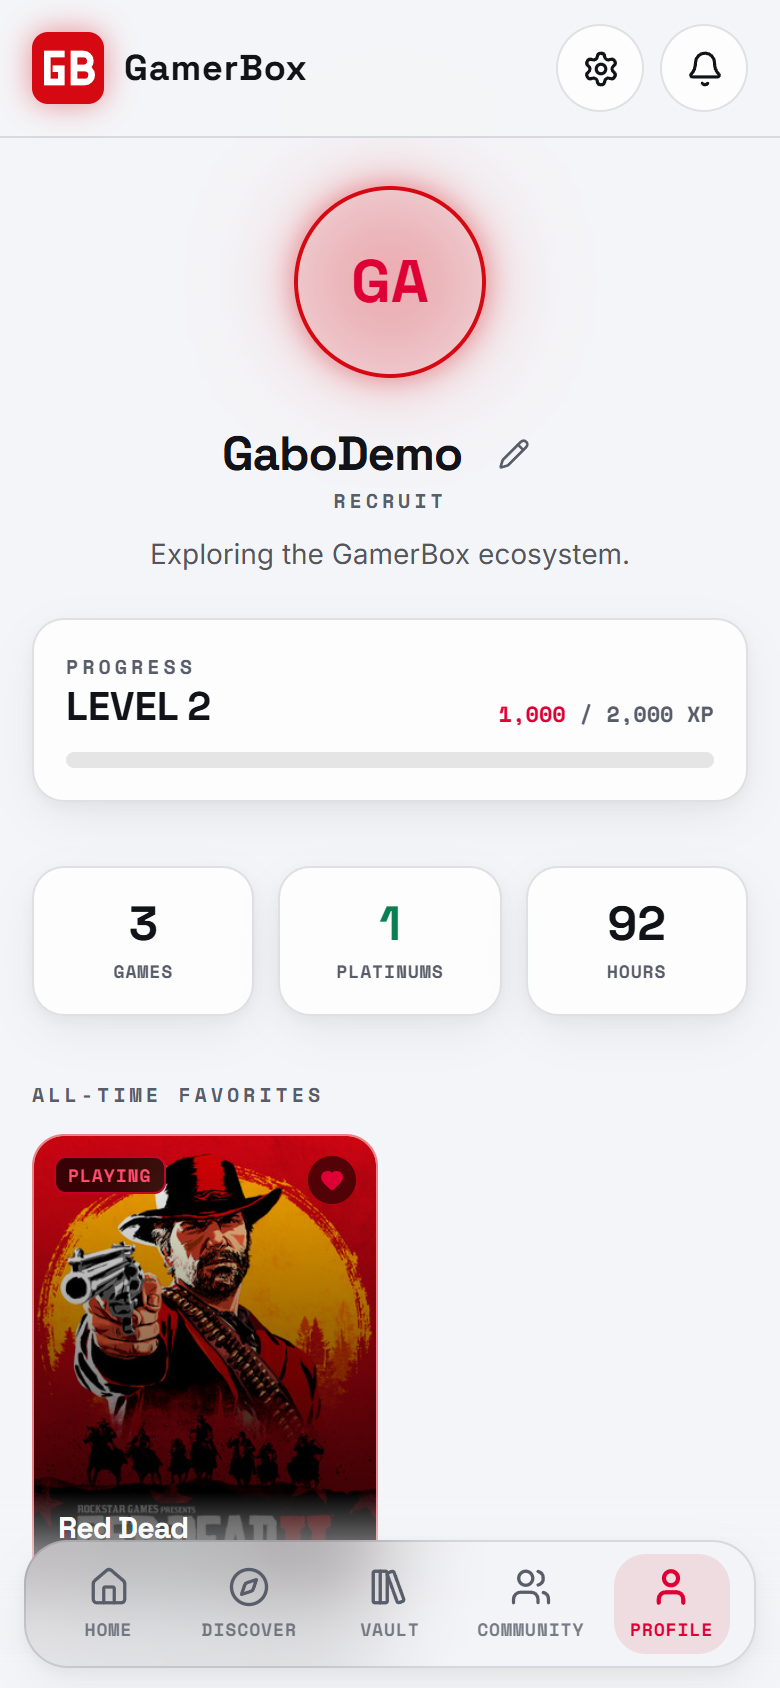 GB GamerBox
GA
GaboDemo
RECRUIT
Exploring the GamerBox ecosystem.
PROGRESS
LEVEL 2
1,000 / 2,000 XP
3
GAMES
1
PLATINUMS
92
HOURS
ALL-TIME FAVORITES
PLAYING
ROCKSTAR GAMES PRESENTS
Red Dead
HOME
DISCOVER
VAULT
COMMUNITY
PROFILE